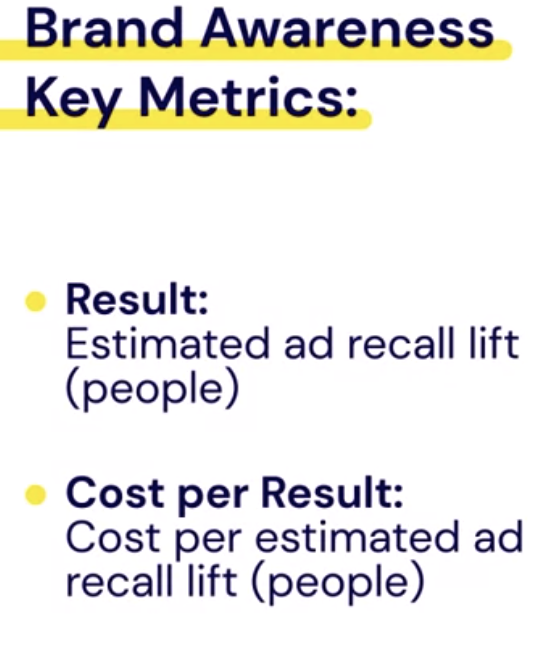 Brand Awareness
Key Metrics:
Result:
Estimated ad recall lift
(people)
Cost per Result:
Cost per estimated ad
recall lift (people)